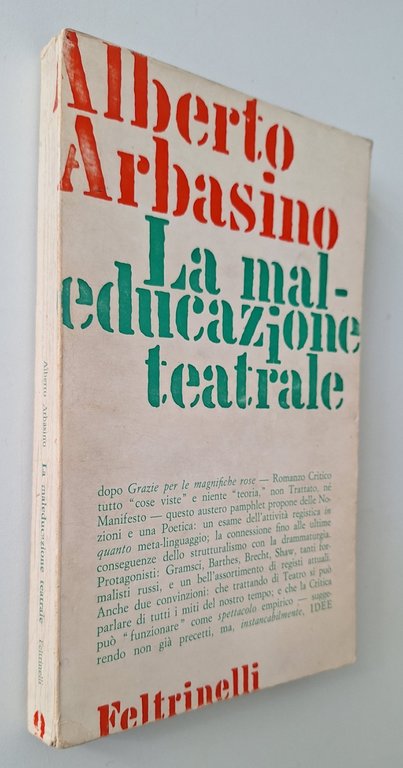 Alberto
Arbasino
La mal-
educazione
teatrale
dopo Grazie per le magnifiche rose — Romanzo Critico
tutto "cose viste" e niente "teoria," non Trattato, né
Manifesto — questo austero pamphlet propone delle No-
zioni e una Poetica: un esame dell'attività registica in
quanto meta-linguaggio; la connessione fino alle ultime
conseguenze dello strutturalismo con la drammaturgia.
Protagonisti: Gramsci, Barthes, Brecht, Shaw, tanti for-
malisti russi, e un bell'assortimento di registi attuali.
Anche due convinzioni: che trattando di Teatro si può
parlare di tutti i miti del nostro tempo; e che la Critica
può "funzionare" come spettacolo empirico — sugge-
rendo non già precetti, ma, instancabilmente, IDEE
Feltrinelli
Alberto Arbasino La maleducazione teatrale Feltrinelli